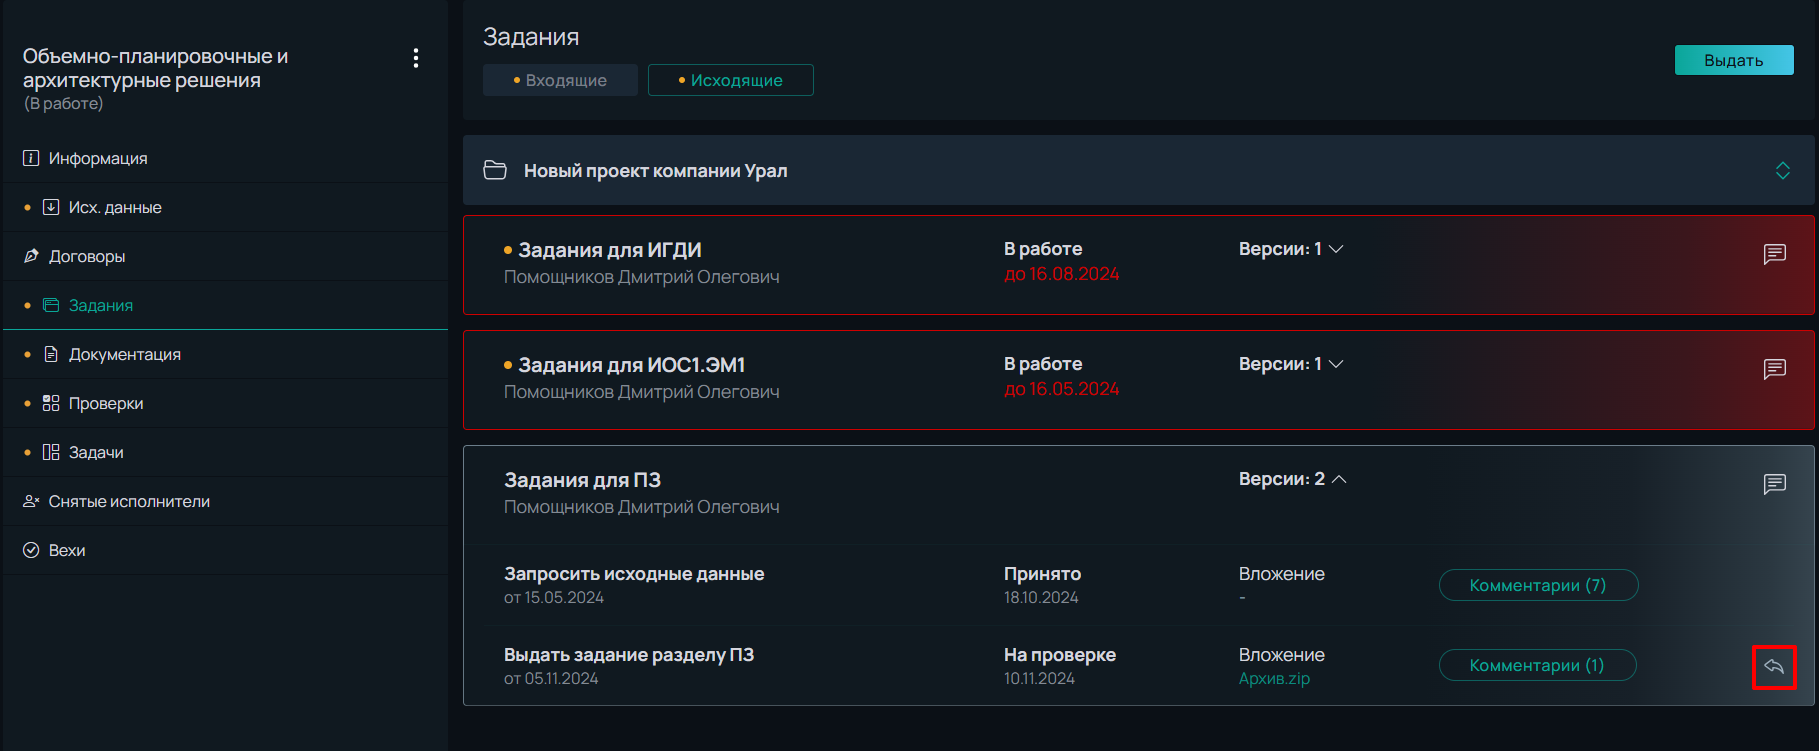 Объемно-планировочные и
архитектурные решения
(В работе)
Информация
Исх. данные
Договоры
Задания
Документация
Проверки
Задачи
Снятые исполнители
Вехи
Задания
Входящие
Исходящие
Выдать
Новый проект компании Урал
Задания для ИГДИ
Помощников Дмитрий Олегович
В работе
до 16.08.2024
Версии: 1
Задания для ИОС1.ЭМ1
Помощников Дмитрий Олегович
В работе
до 16.05.2024
Версии: 1
Задания для ПЗ
Помощников Дмитрий Олегович
Версии: 2
Запросить исходные данные
от 15.05.2024
Принято
18.10.2024
Вложение
-
Комментарии (7)
Выдать задание разделу ПЗ
от 05.11.2024
На проверке
10.11.2024
Вложение
Архив.zip
Комментарии (1)